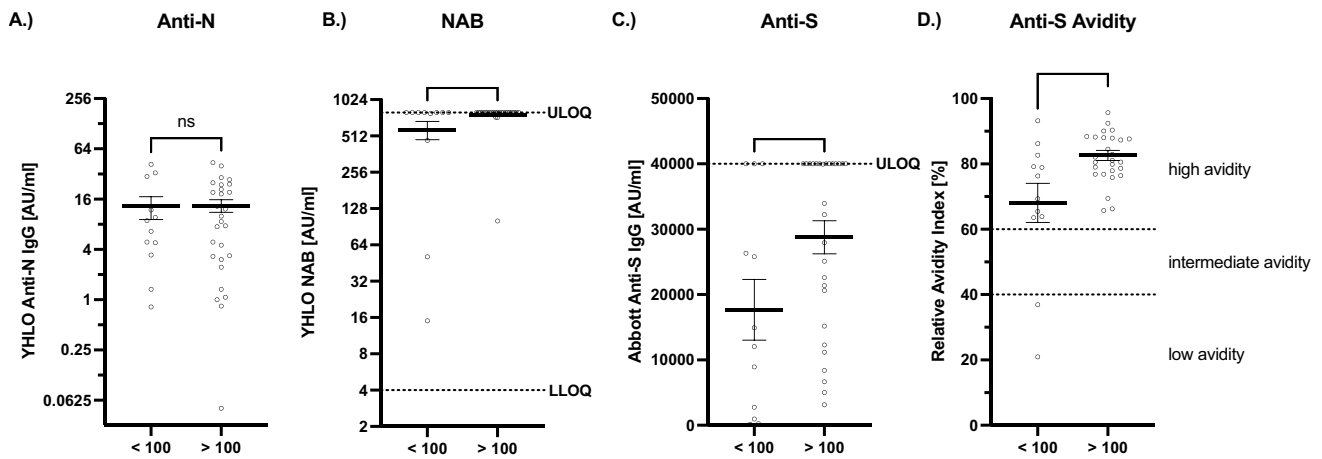 A.) Anti-N
YHLO Anti-N IgG [AU/ml]
256
64
16
4
1
0.25
0.0625
ns
< 100 > 100
B.) NAB
YHLO NAB [AU/ml]
1024
512
256
128
64
32
16
8
4
2
ULOQ
LLOQ
< 100 > 100
C.) Anti-S
Abbott Anti-S IgG [AU/ml]
50000
40000
30000
20000
10000
0
ULOQ
< 100 > 100
D.) Anti-S Avidity
Relative Avidity Index [%]
100
80
60
40
20
0
high avidity
intermediate avidity
low avidity
< 100 > 100